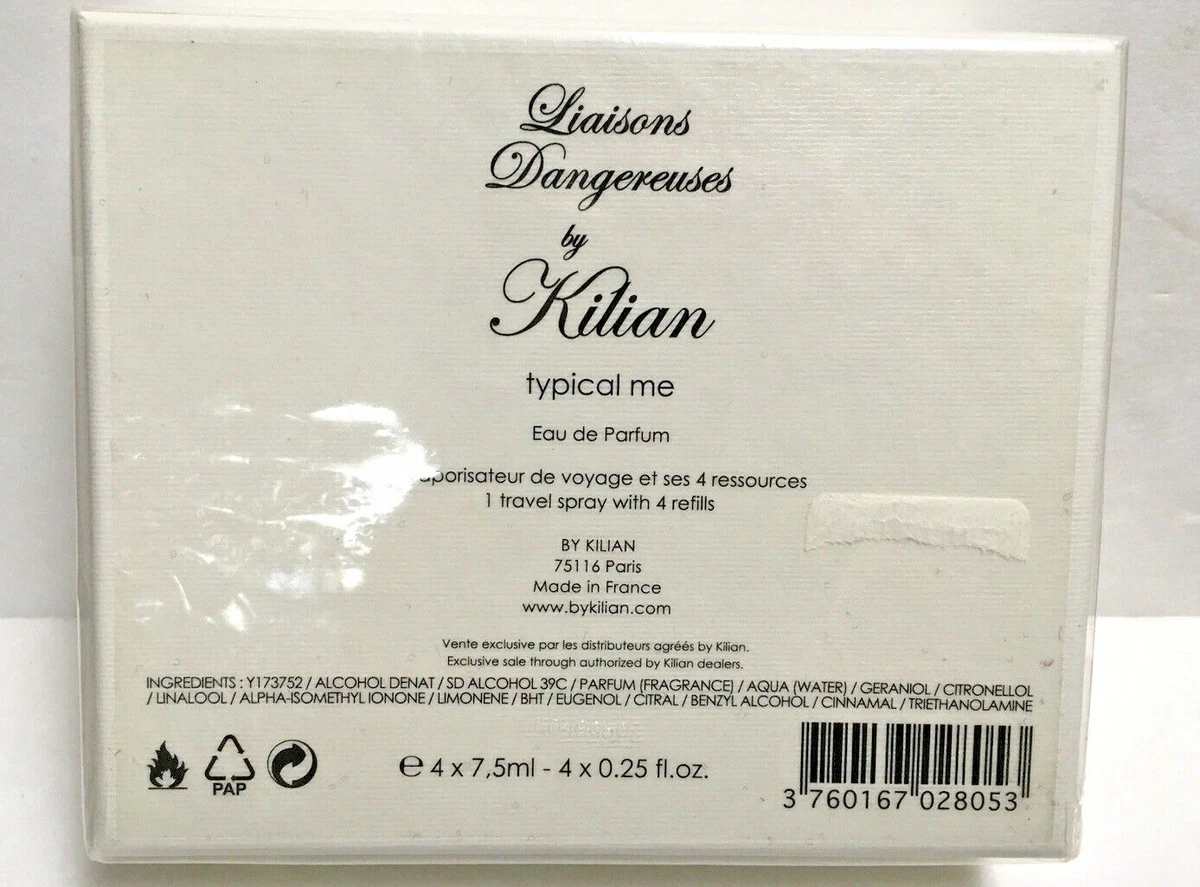 Liaisons
Dangereuses
by
Kilian
typical me
Eau de Parfum
de voyage et ses 4 ressources
1 travel spray with 4 refills
BY KILIAN
75116 Paris
Made in France
www.bykilian.com
Vente exclusive par les distributeurs agréés by Kilian.
Exclusive sale through authorized by Kilian dealers.
INGREDIENTS : Y173752 / ALCOHOL DENAT / SD ALCOHOL 39C / PARFUM (FRAGRANCE) / AQUA (WATER) / GERANIOL / CITRONELLOL
/ LINALOOL / ALPHA-ISOMETHYL IONONE / LIMONENE / BHT / EUGENOL / CITRAL / BENZYL ALCOHOL / CINNAMAL / TRIETHANOLAMINE
PAP
℮ 4 x 7,5ml - 4 x 0.25 fl.oz.
3 760167 028053